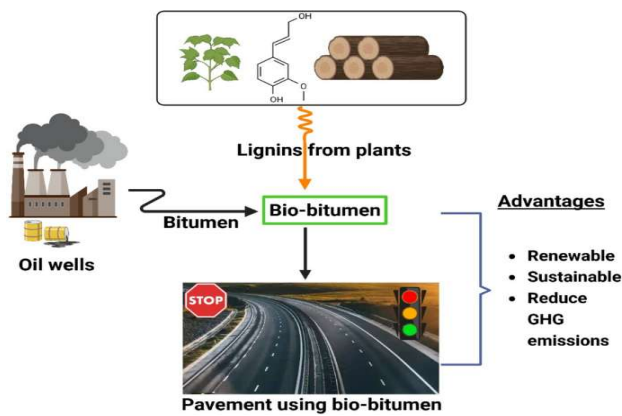 OH
O
OH
Lignins from plants
Bitumen
Bio-bitumen
Oil wells
Advantages
• Renewable
• Sustainable
• Reduce
GHG
emissions
STOP
Pavement using bio-bitumen